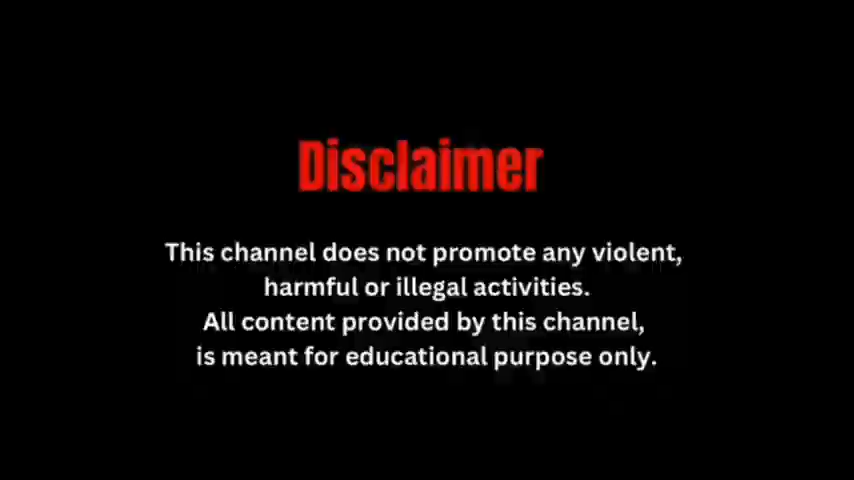 Disclaimer
This channel does not promote any violent,
harmful or illegal activities.
All content provided by this channel,
is meant for educational purpose only.